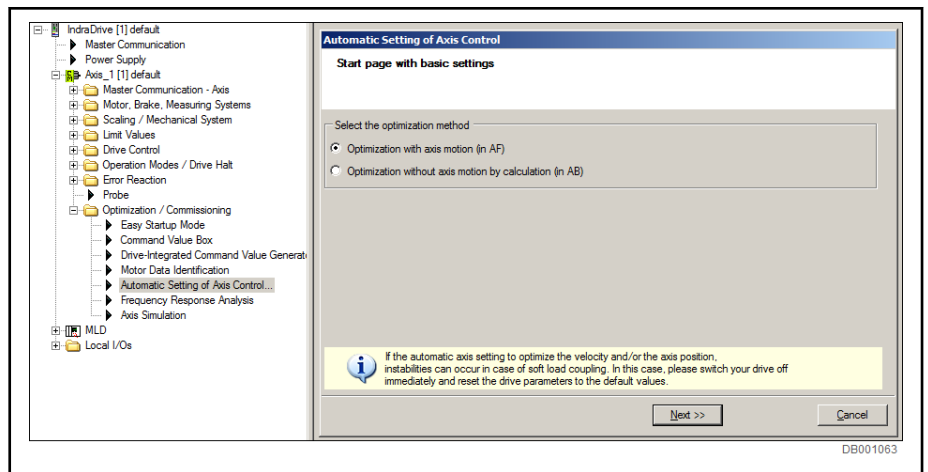 IndraDrive [1] default
Master Communication
Power Supply
Axis_1 [1] default
Master Communication - Axis
Motor, Brake, Measuring Systems
Scaling / Mechanical System
Limit Values
Drive Control
Operation Modes / Drive Halt
Error Reaction
Probe
Optimization / Commissioning
Easy Startup Mode
Command Value Box
Drive-Integrated Command Value Generat
Motor Data Identification
Automatic Setting of Axis Control...
Frequency Response Analysis
Axis Simulation
MLD
Local I/Os
Automatic Setting of Axis Control
Start page with basic settings
Select the optimization method
Optimization with axis motion (in AF)
Optimization without axis motion by calculation (in AB)
If the automatic axis setting to optimize the velocity and/or the axis position,
instabilities can occur in case of soft load coupling. In this case, please switch your drive off
immediately and reset the drive parameters to the default values.
Next >>
Cancel
DB001063